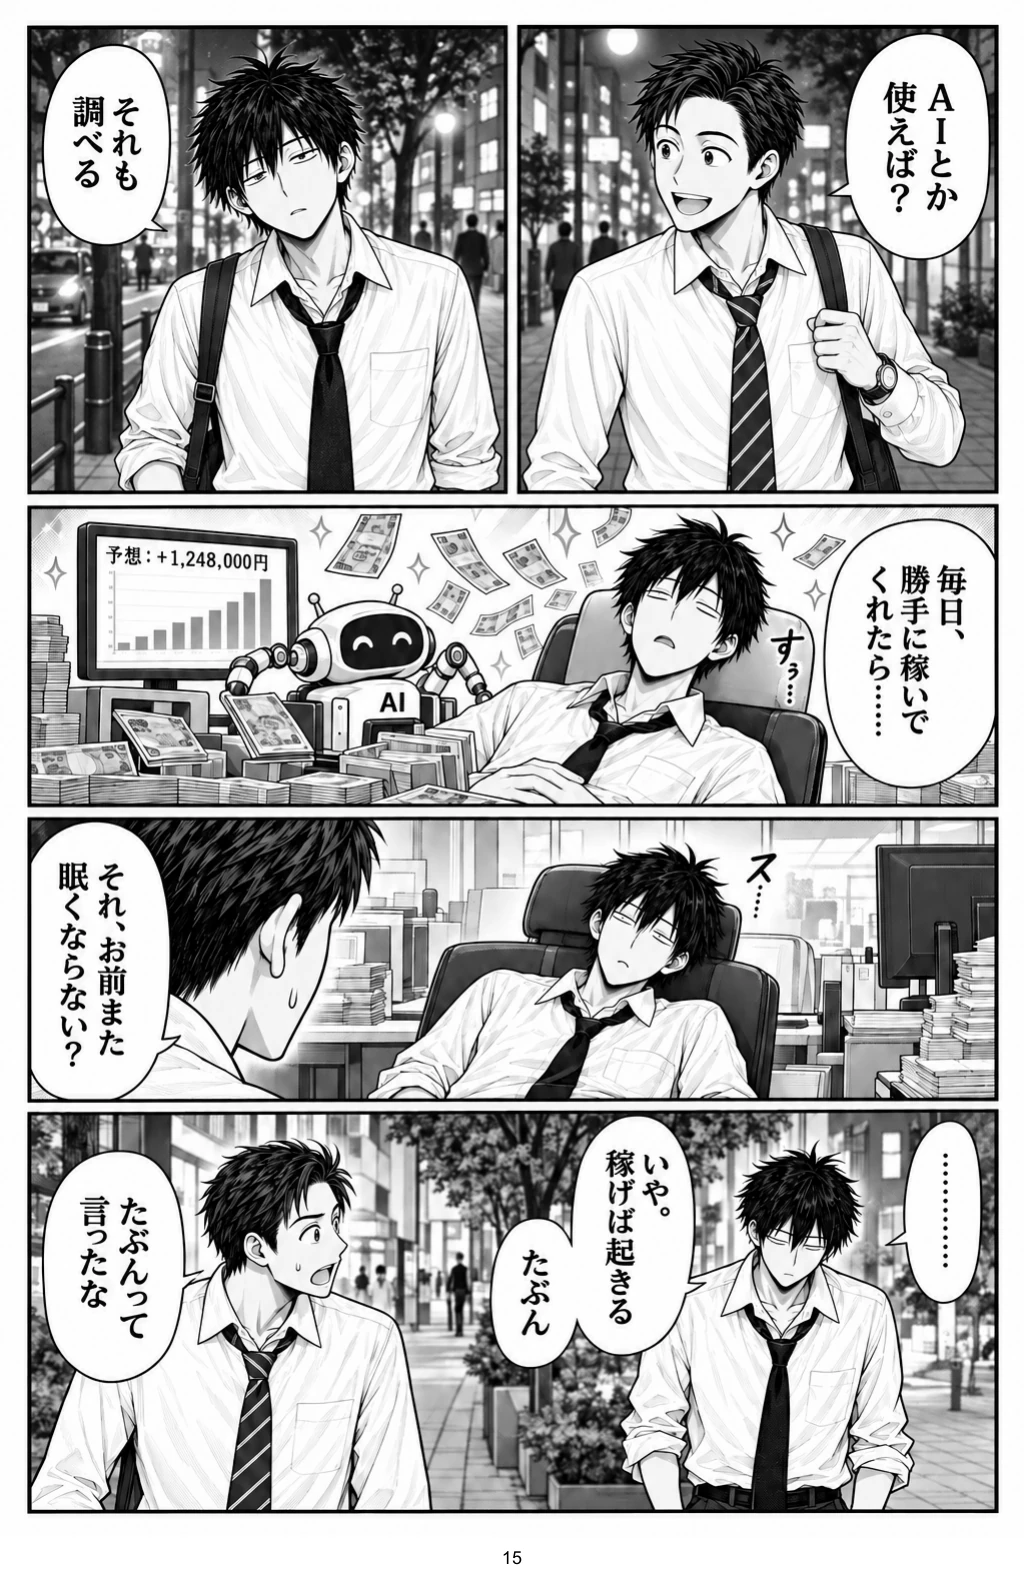 AIとか
使えば?
それも
調べる
毎日、
勝手に稼いで
くれたら……
すぅ…
予想：+1,248,000円
AI
ス…
それ、お前また
眠くならない?
…………
いや。
稼げば起きる
たぶん
たぶんって
言ったな
15